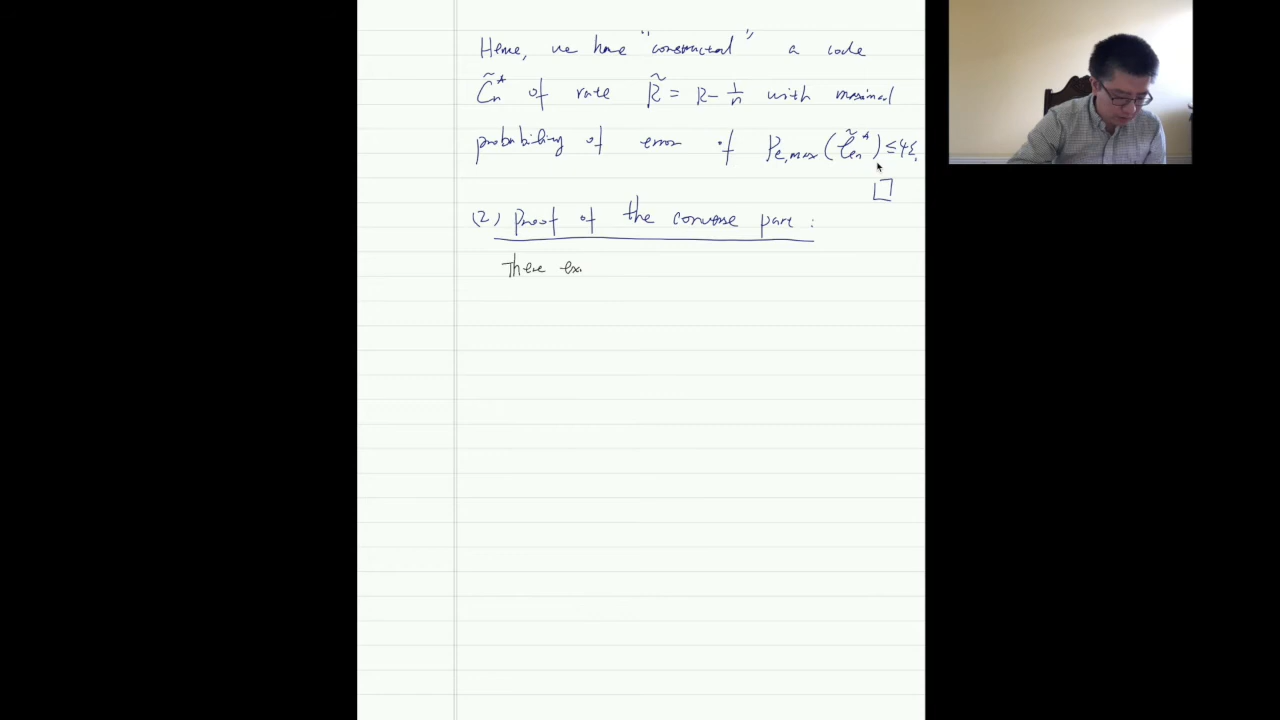 Hence, we have "constructed" a code
C̃n* of rate R̃ = R - 1/n with maximal
probability of error of Pe,max(C̃n*) ≤ 4ε.
□
(2) Proof of the converse part :
There ex